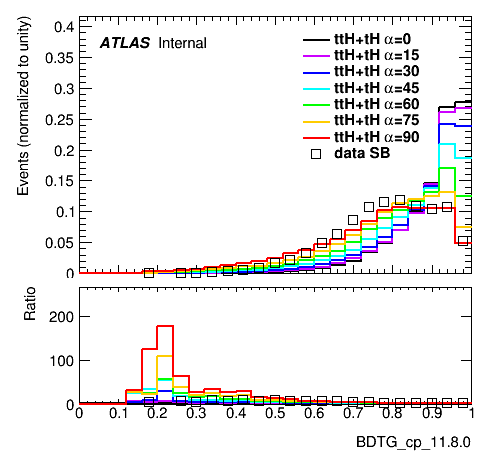 Events (normalized to unity)
0.4
0.35
0.3
0.25
0.2
0.15
0.1
0.05
0
ATLAS Internal
ttH+tH α=0
ttH+tH α=15
ttH+tH α=30
ttH+tH α=45
ttH+tH α=60
ttH+tH α=75
ttH+tH α=90
data SB
Ratio
200
100
0
0 0.1 0.2 0.3 0.4 0.5 0.6 0.7 0.8 0.9 1
BDTG_cp_11.8.0